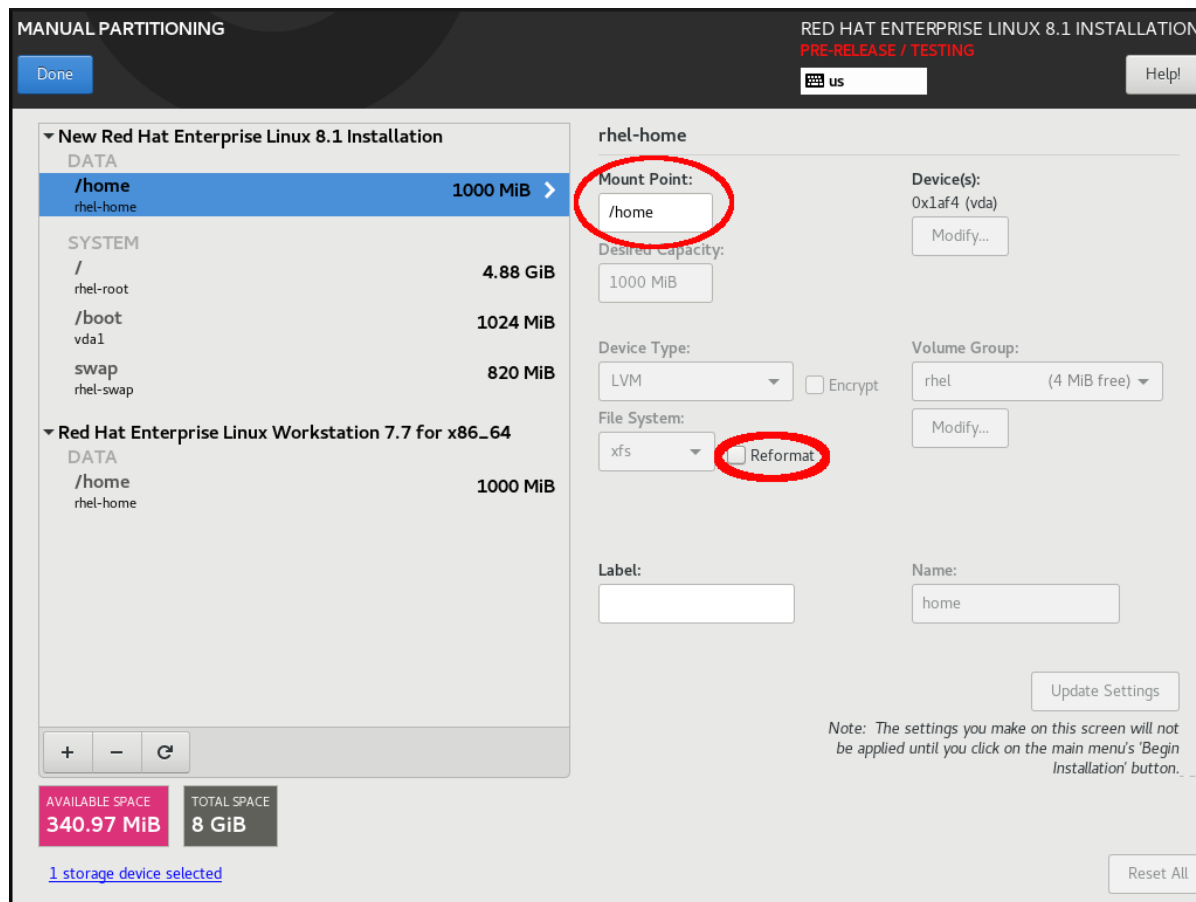 MANUAL PARTITIONING
RED HAT ENTERPRISE LINUX 8.1 INSTALLATION
PRE-RELEASE / TESTING
Done
us
Help!
New Red Hat Enterprise Linux 8.1 Installation
DATA
/home
1000 MiB
rhel-home
SYSTEM
/
4.88 GiB
rhel-root
/boot
1024 MiB
vda1
swap
820 MiB
rhel-swap
Red Hat Enterprise Linux Workstation 7.7 for x86_64
DATA
/home
1000 MiB
rhel-home
+ −
AVAILABLE SPACE
340.97 MiB
TOTAL SPACE
8 GiB
1 storage device selected
rhel-home
Mount Point:
/home
Device(s):
0x1af4 (vda)
Modify...
Desired Capacity:
1000 MiB
Device Type:
LVM
Encrypt
Volume Group:
rhel (4 MiB free)
Modify...
File System:
xfs
Reformat
Label:
Name:
home
Update Settings
Note: The settings you make on this screen will not
be applied until you click on the main menu's 'Begin
Installation' button.
Reset All